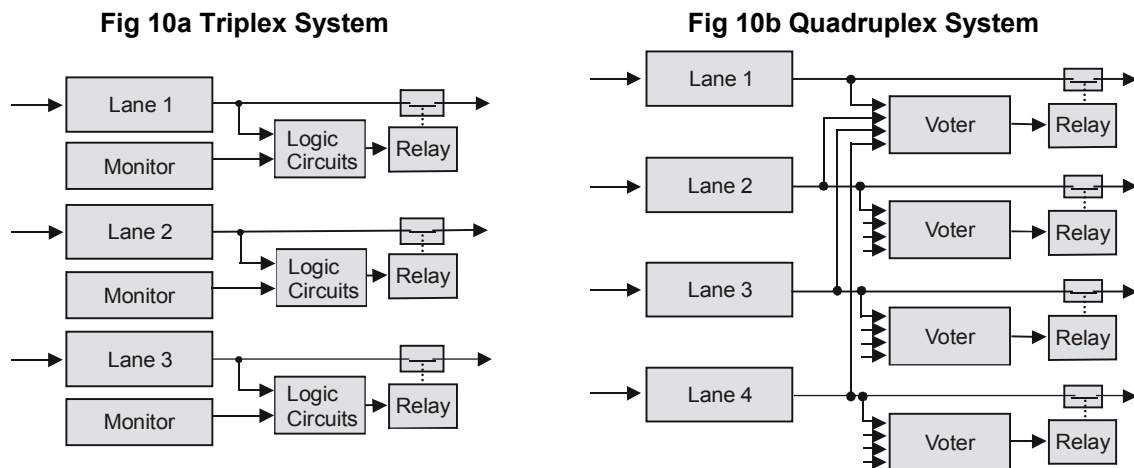 Fig 10a Triplex System
Lane 1
Monitor
Logic
Circuits
Relay
Lane 2
Monitor
Logic
Circuits
Relay
Lane 3
Monitor
Logic
Circuits
Relay
Fig 10b Quadruplex System
Lane 1
Voter
Relay
Lane 2
Voter
Relay
Lane 3
Voter
Relay
Lane 4
Voter
Relay